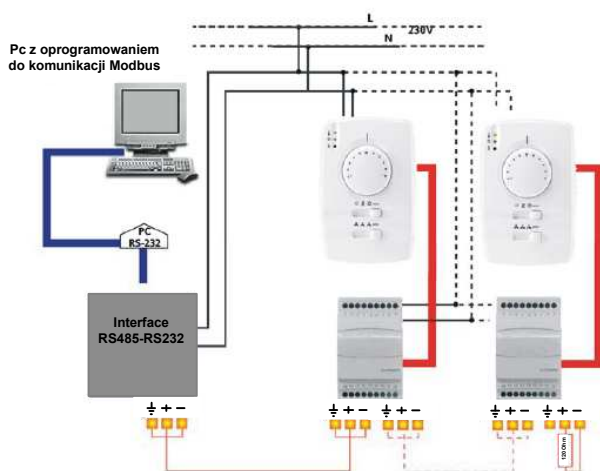 L
230V
N
Pc z oprogramowaniem
do komunikacji Modbus
PC
RS-232
Interface
RS485-RS232
+ −
+ −
+ −
+ −
+ −
120 Ohm